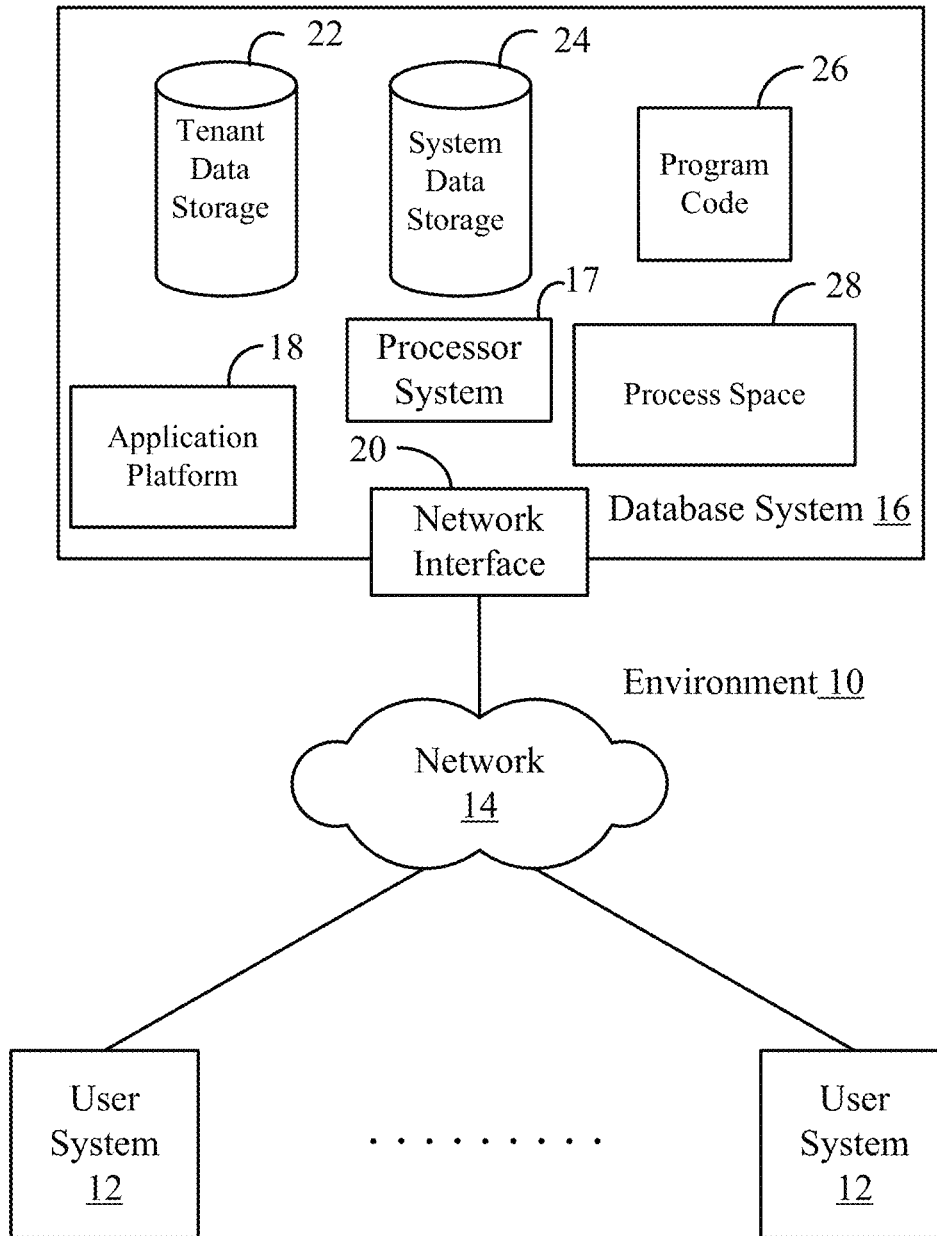 22
24
26
Tenant
Data
Storage
System
Data
Storage
Program
Code
17
28
18
Processor
System
Process Space
Application
Platform
20
Network
Interface
Database System 16
Environment 10
Network
14
User
System
12
. . . . . . . . . .
User
System
12